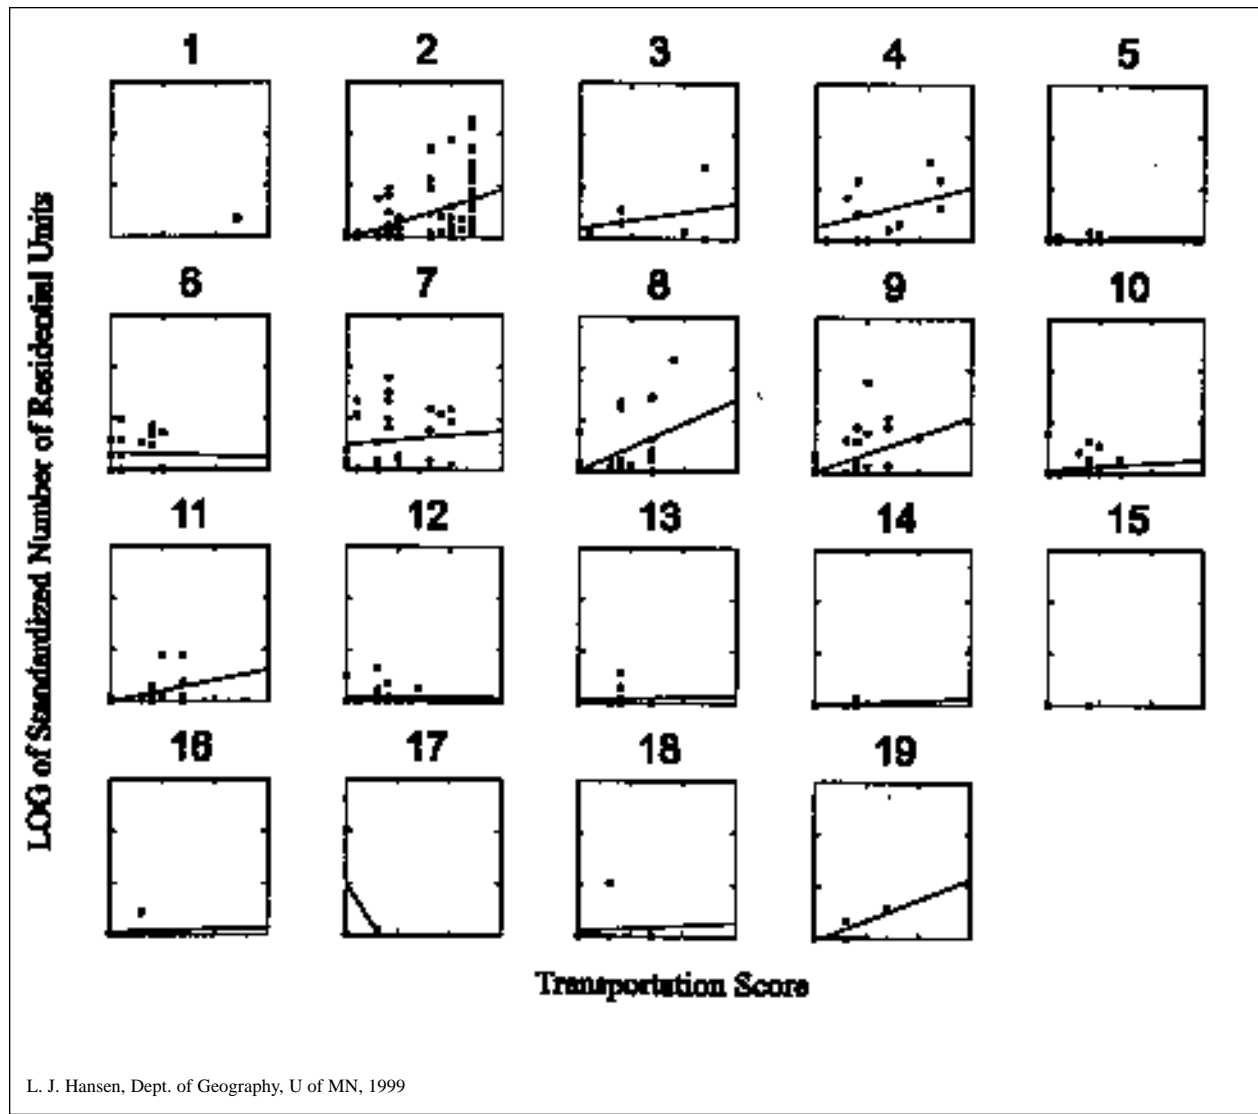 1 2 3 4 5
6 7 8 9 10
11 12 13 14 15
16 17 18 19
LOG of Standardized Number of Residential Units
Transportation Score
L. J. Hansen, Dept. of Geography, U of MN, 1999